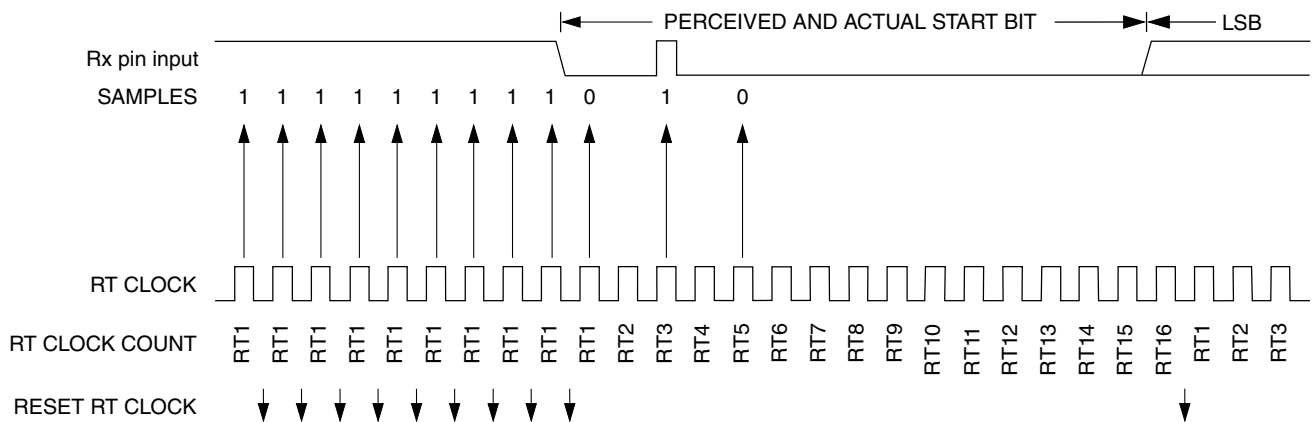 PERCEIVED AND ACTUAL START BIT LSB
Rx pin input
SAMPLES 1 1 1 1 1 1 1 1 1 0 1 0
RT CLOCK
RT CLOCK COUNT RT1 RT1 RT1 RT1 RT1 RT1 RT1 RT1 RT1 RT1 RT2 RT3 RT4 RT5 RT6 RT7 RT8 RT9 RT10 RT11 RT12 RT13 RT14 RT15 RT16 RT1 RT2 RT3
RESET RT CLOCK